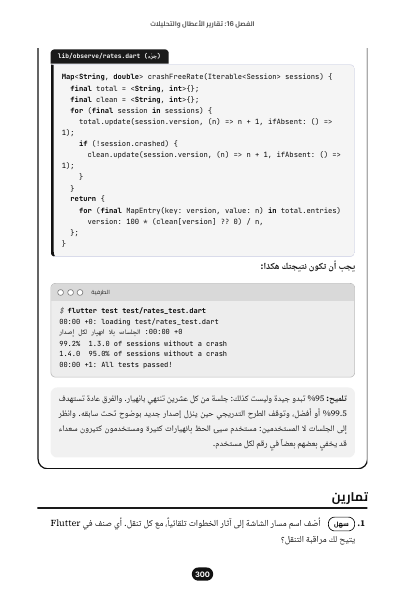 الفصل 16: تقارير الأعطال والتحليلات
lib/observe/rates.dart (جزء)
Map<String, double> crashFreeRate(Iterable<Session> sessions) {
final total = <String, int>{};
final clean = <String, int>{};
for (final session in sessions) {
total.update(session.version, (n) => n + 1, ifAbsent: () =>
1);
if (!session.crashed) {
clean.update(session.version, (n) => n + 1, ifAbsent: () =>
1);
}
}
return {
for (final MapEntry(key: version, value: n) in total.entries)
version: 100 * (clean[version] ?? 0) / n,
};
}
يجب أن تكون نتيجتك هكذا:
الطرفية
$ flutter test test/rates_test.dart
00:00 +0: loading test/rates_test.dart
00:00 +0: الجلسات بلا انهيار لكل إصدار
99.2% 1.3.0 of sessions without a crash
1.4.0 95.0% of sessions without a crash
00:00 +1: All tests passed!
تلميح: 95% تبدو جيدة وليست كذلك: جلسة من كل عشرين تنتهي بانهيار. والفرق عادة تستهدف
99.5% أو أفضل، وتوقف الطرح التدريجي حين ينزل إصدار جديد بوضوح تحت سابقه. وانظر
إلى الجلسات لا المستخدمين: مستخدم سيئ الحظ بانهيارات كثيرة ومستخدمون كثيرون سعداء
قد يخفي بعضهم بعضاً في رقم لكل مستخدم.
تمارين
1. سهل أضف اسم مسار الشاشة إلى آثار الخطوات تلقائياً، مع كل تنقل. أي صنف في Flutter
يتيح لك مراقبة التنقل؟
300